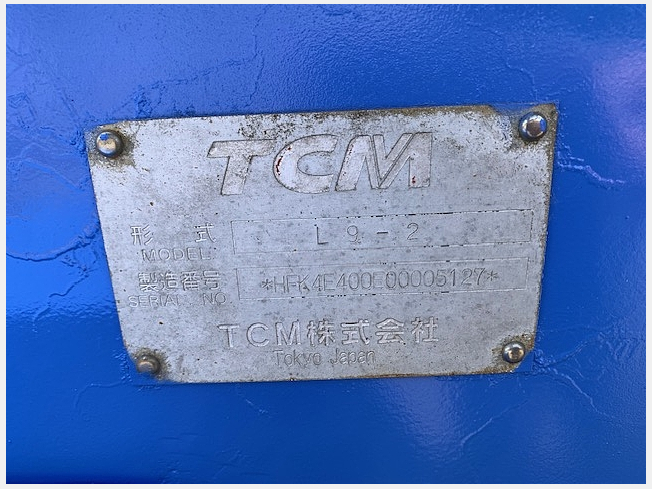 TCM
形 式 L9-2
MODEL
製造番号 *HFK4E400E00005127*
SERIAL NO
TCM株式会社
Tokyo Japan